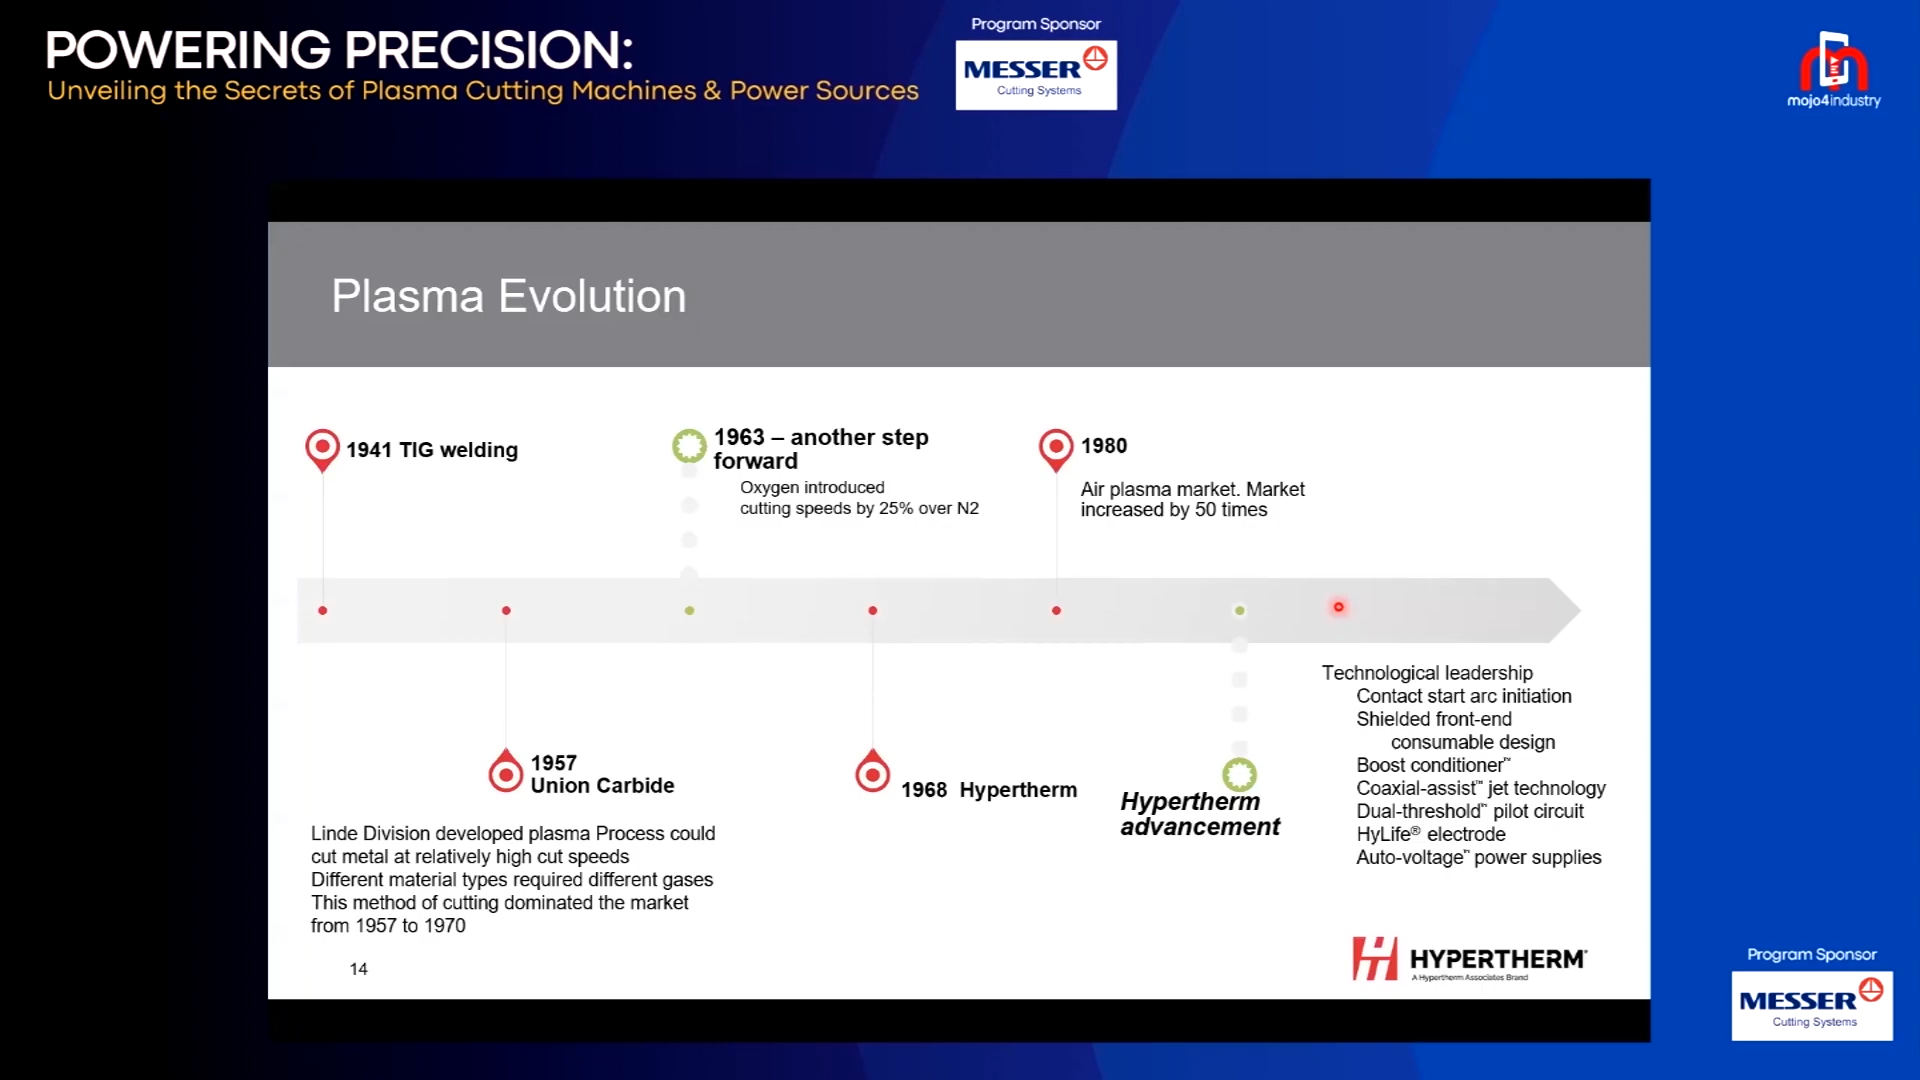 POWERING PRECISION:
Unveiling the Secrets of Plasma Cutting Machines & Power Sources
Program Sponsor
MESSER
Cutting Systems
mojo4industry
Plasma Evolution
1941 TIG welding
1963 – another step
forward
Oxygen introduced
cutting speeds by 25% over N2
1980
Air plasma market. Market
increased by 50 times
1957
Union Carbide
Linde Division developed plasma Process could
cut metal at relatively high cut speeds
Different material types required different gases
This method of cutting dominated the market
from 1957 to 1970
1968 Hypertherm
Hypertherm
advancement
Technological leadership
Contact start arc initiation
Shielded front-end
consumable design
Boost conditioner™
Coaxial-assist™ jet technology
Dual-threshold™ pilot circuit
HyLife® electrode
Auto-voltage™ power supplies
14
HYPERTHERM®
A Hypertherm Associates Brand
Program Sponsor
MESSER
Cutting Systems